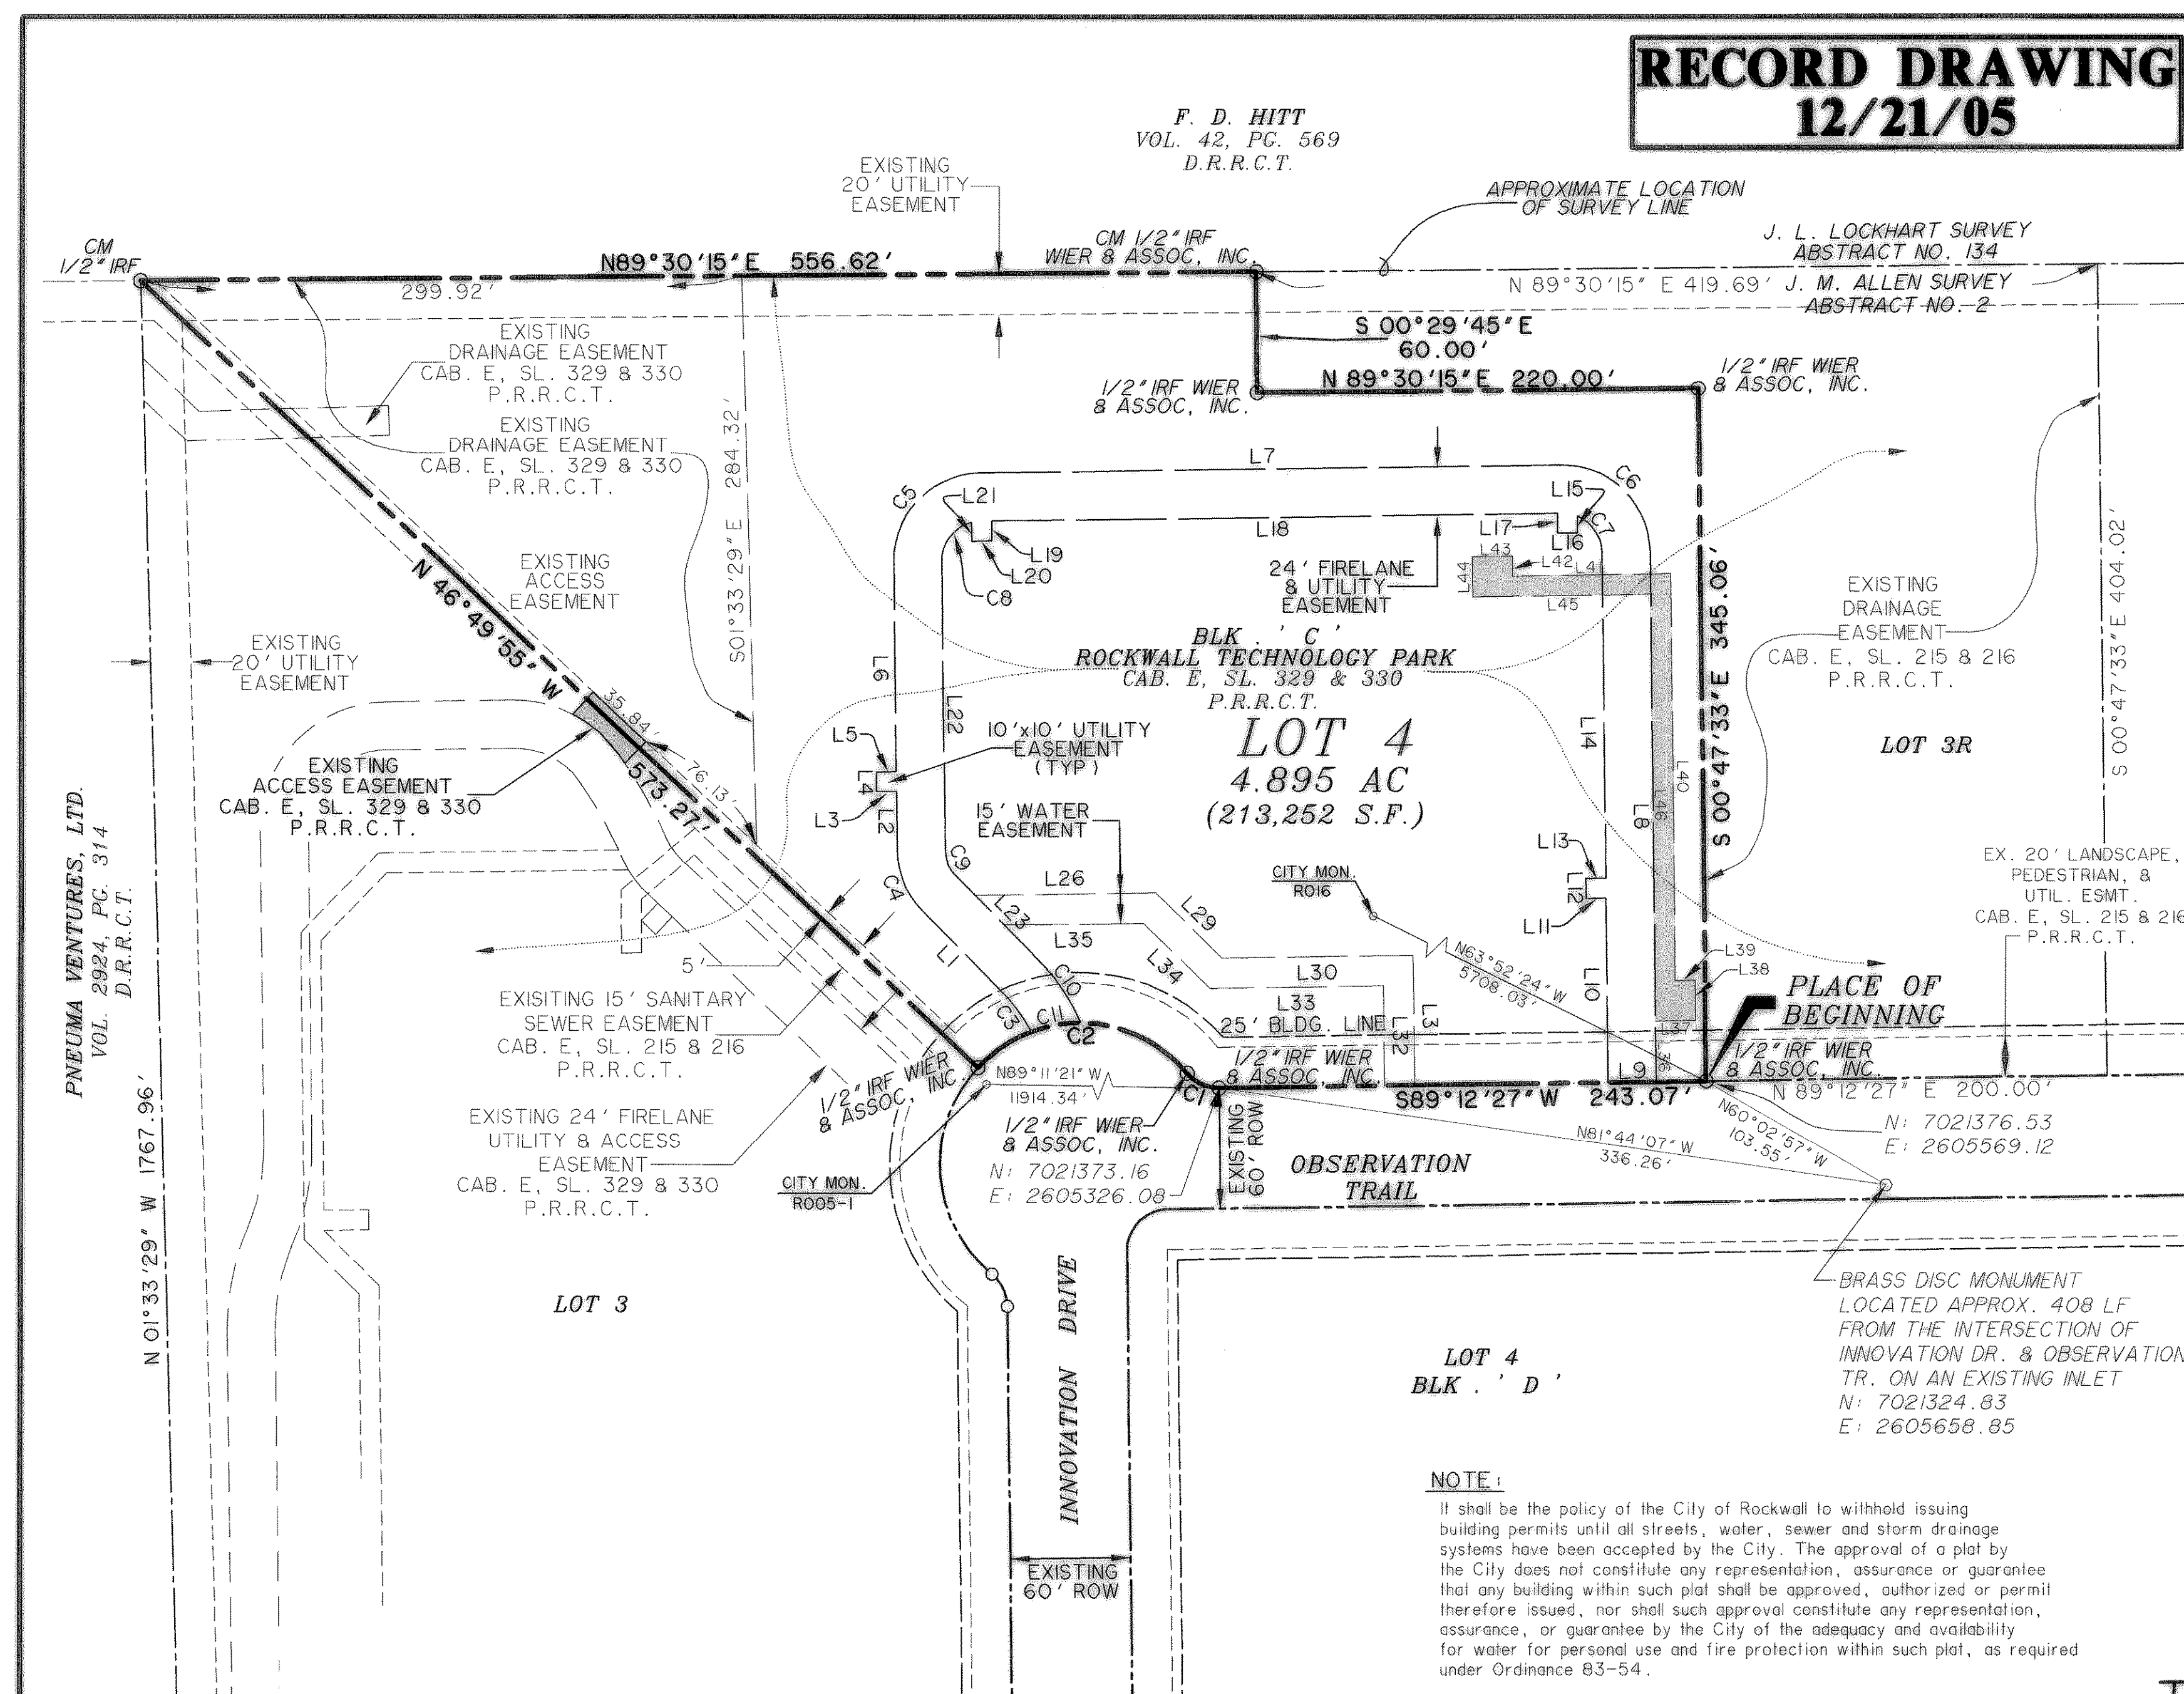 RECORD DRAWING
12/21/05
F. D. HITT
VOL. 42, PG. 569
D.R.R.C.T.
EXISTING
20' UTILITY
EASEMENT
APPROXIMATE LOCATION
OF SURVEY LINE
CM
1/2" IRF
N89°30'15"E 556.62'
299.92'
CM 1/2" IRF
WIER & ASSOC, INC.
J. L. LOCKHART SURVEY
ABSTRACT NO. 134
N 89°30'15" E 419.69'
J. M. ALLEN SURVEY
ABSTRACT NO. 2
S 00°29'45"E
60.00'
N 89°30'15"E 220.00'
1/2" IRF WIER
& ASSOC, INC.
1/2" IRF WIER
& ASSOC, INC.
EXISTING
DRAINAGE EASEMENT
CAB. E, SL. 329 & 330
P.R.R.C.T.
EXISTING
DRAINAGE EASEMENT
CAB. E, SL. 329 & 330
P.R.R.C.T.
S01°33'29"E 284.32'
L7
C5
L21
L15
C6
L17
C7
L16
L18
L19
L20
C8
L43
L42
L41
L44
L45
24' FIRELANE
& UTILITY
EASEMENT
EXISTING
ACCESS
EASEMENT
N 46°49'55" W
573.27'
EXISTING
20' UTILITY
EASEMENT
35.84'
76.13'
BLK. 'C'
ROCKWALL TECHNOLOGY PARK
CAB. E, SL. 329 & 330
P.R.R.C.T.
LOT 4
4.895 AC
(213,252 S.F.)
S 00°47'33"E 345.06'
EXISTING
DRAINAGE
EASEMENT
CAB. E, SL. 215 & 216
P.R.R.C.T.
S 00°47'33"E 404.02'
LOT 3R
L6
L22
L5
L4
L3
L2
10'x10' UTILITY
EASEMENT
(TYP)
L14
L8
L46
L40
EXISTING
ACCESS EASEMENT
CAB. E, SL. 329 & 330
P.R.R.C.T.
PNEUMA VENTURES, LTD.
VOL. 2924, PG. 314
D.R.R.C.T.
15' WATER
EASEMENT
L13
L12
L11
C9
C4
L26
L23
L29
L35
L34
L1
CITY MON.
R016
N63°52'24"W
5708.03'
EX. 20' LANDSCAPE,
PEDESTRIAN, &
UTIL. ESMT.
CAB. E, SL. 215 & 216
P.R.R.C.T.
5'
C10
L30
L33
L3
L32
L10
L39
L38
L37
L36
PLACE OF
BEGINNING
EXISITING 15' SANITARY
SEWER EASEMENT
CAB. E, SL. 215 & 216
P.R.R.C.T.
C3
C11
C2
25' BLDG. LINE
1/2" IRF WIER
& ASSOC, INC.
N89°11'21"W
11914.34'
1/2" IRF WIER
& ASSOC, INC.
C1
L9
1/2" IRF WIER
& ASSOC, INC.
S89°12'27"W 243.07'
N 89°12'27" E 200.00'
1/2" IRF WIER
& ASSOC, INC.
N: 7021373.16
E: 2605326.08
EXISTING
60' ROW
N81°44'07"W
336.26'
N60°02'57"W
103.55'
N: 7021376.53
E: 2605569.12
EXISTING 24' FIRELANE
UTILITY & ACCESS
EASEMENT
CAB. E, SL. 329 & 330
P.R.R.C.T.
CITY MON.
R005-1
OBSERVATION
TRAIL
N 01°33'29" W 1767.96'
LOT 3
INNOVATION DRIVE
EXISTING
60' ROW
LOT 4
BLK. 'D'
BRASS DISC MONUMENT
LOCATED APPROX. 408 LF
FROM THE INTERSECTION OF
INNOVATION DR. & OBSERVATION
TR. ON AN EXISTING INLET
N: 7021324.83
E: 2605658.85
NOTE:
It shall be the policy of the City of Rockwall to withhold issuing
building permits until all streets, water, sewer and storm drainage
systems have been accepted by the City. The approval of a plat by
the City does not constitute any representation, assurance or guarantee
that any building within such plat shall be approved, authorized or permit
therefore issued, nor shall such approval constitute any representation,
assurance, or guarantee by the City of the adequacy and availability
for water for personal use and fire protection within such plat, as required
under Ordinance 83-54.